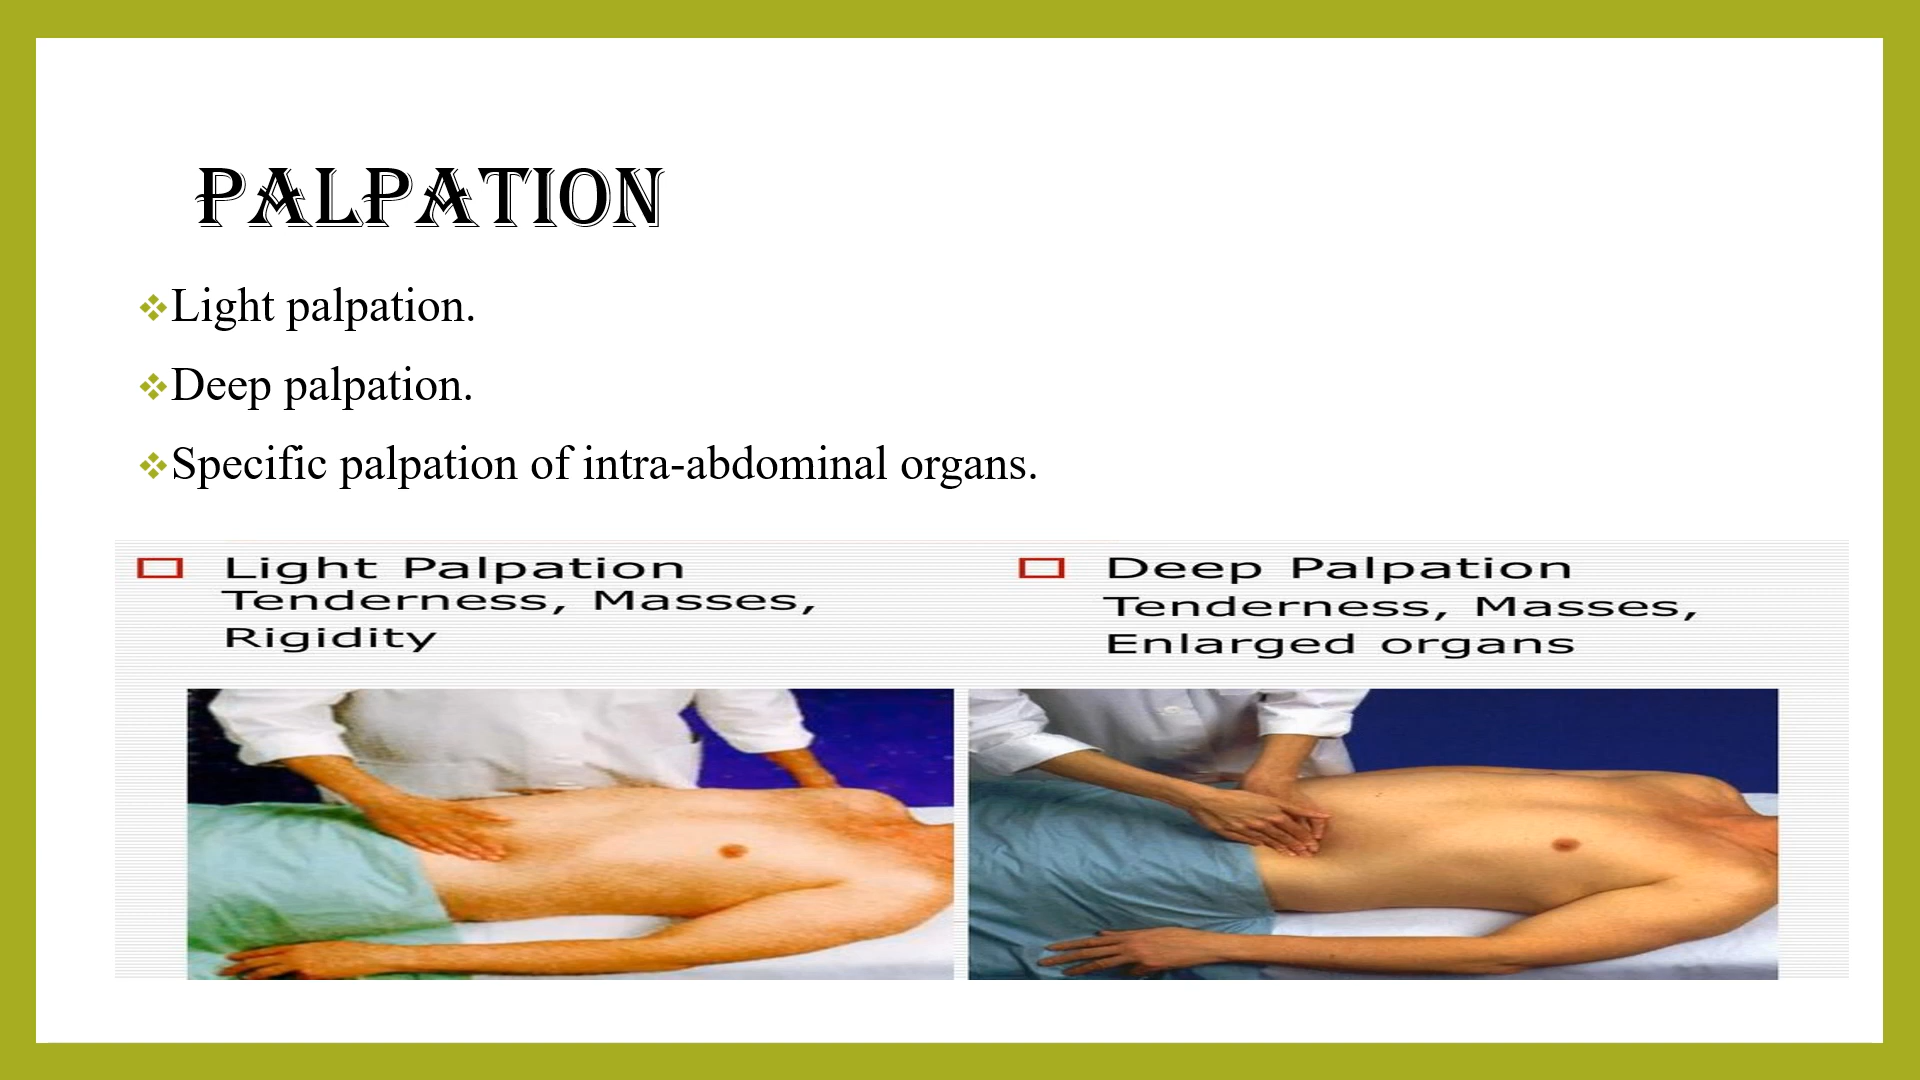 PALPATION
Light palpation.
Deep palpation.
Specific palpation of intra-abdominal organs.
Light Palpation
Tenderness, Masses,
Rigidity
Deep Palpation
Tenderness, Masses,
Enlarged organs